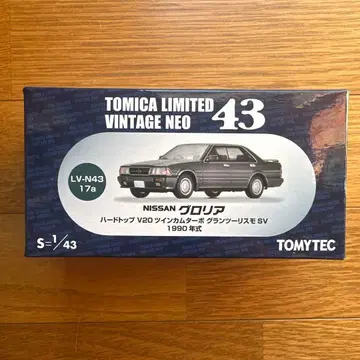 TOMICA LIMITED
VINTAGE NEO 43
LV-N43
17a
NISSAN グロリア
ハードトップ V20 ツインカムターボ グランツーリスモ SV
1990 年式
S=1/43
TOMYTEC